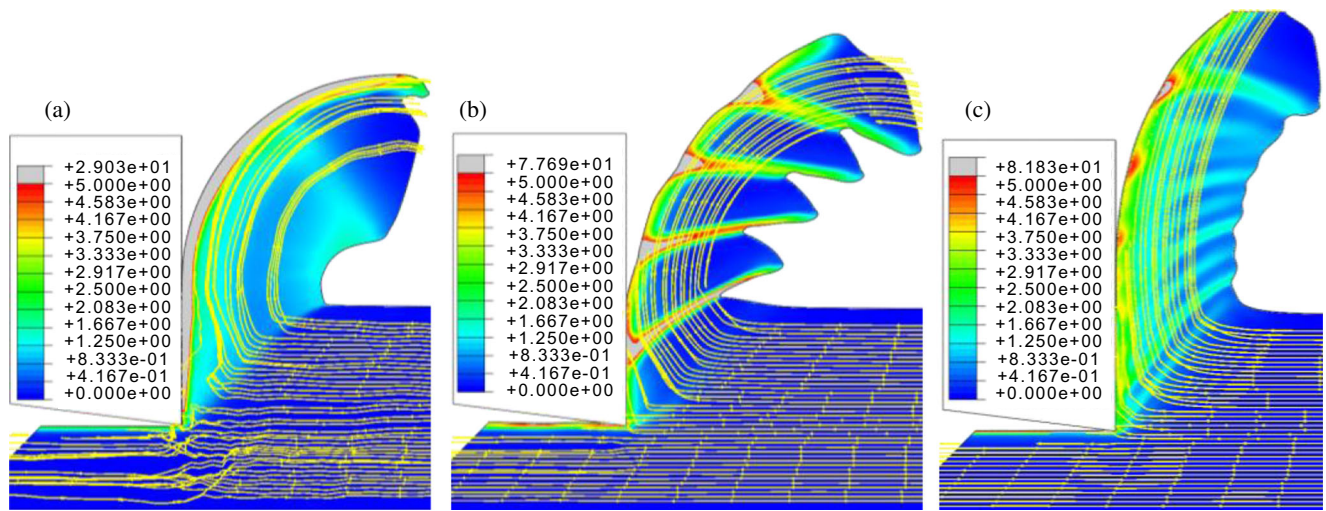 (a)
+2.903e+01
+5.000e+00
+4.583e+00
+4.167e+00
+3.750e+00
+3.333e+00
+2.917e+00
+2.500e+00
+2.083e+00
+1.667e+00
+1.250e+00
+8.333e-01
+4.167e-01
+0.000e+00
(b)
+7.769e+01
+5.000e+00
+4.583e+00
+4.167e+00
+3.750e+00
+3.333e+00
+2.917e+00
+2.500e+00
+2.083e+00
+1.667e+00
+1.250e+00
+8.333e-01
+4.167e-01
+0.000e+00
(c)
+8.183e+01
+5.000e+00
+4.583e+00
+4.167e+00
+3.750e+00
+3.333e+00
+2.917e+00
+2.500e+00
+2.083e+00
+1.667e+00
+1.250e+00
+8.333e-01
+4.167e-01
+0.000e+00